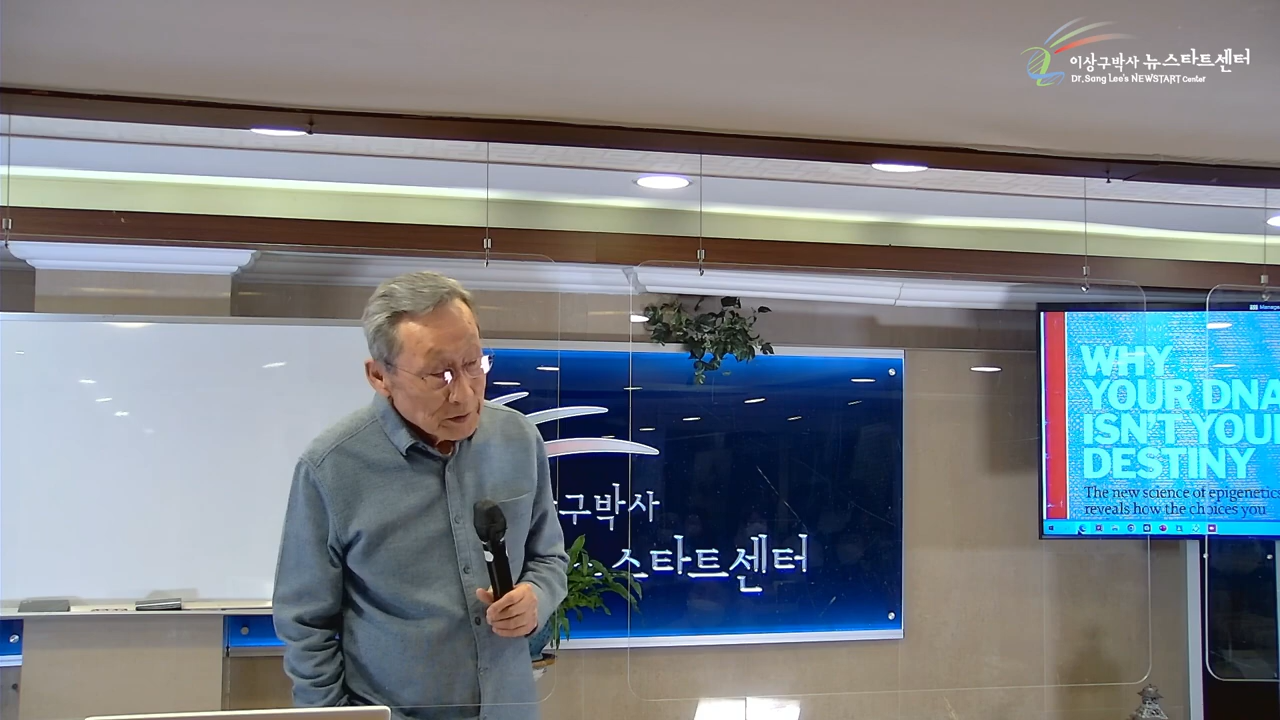 이상구박사 뉴스타트센터
Dr. Sang Lee's NEWSTART Center
WHY
YOUR DNA
ISN'T YOUR
DESTINY
The new science of epigenetics
reveals how the choices you
구박사
스타트센터